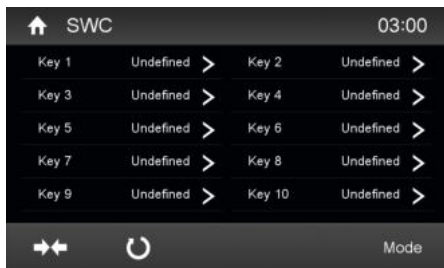 SWC 03:00
Key 1 Undefined Key 2 Undefined
Key 3 Undefined Key 4 Undefined
Key 5 Undefined Key 6 Undefined
Key 7 Undefined Key 8 Undefined
Key 9 Undefined Key 10 Undefined
Mode